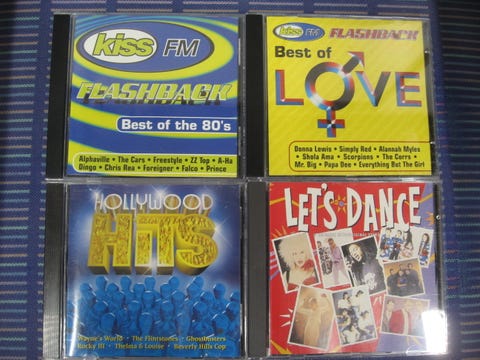 kiss FM
FLASHBACK
Best of the 80's
Alphaville • The Cars • Freestyle • ZZ Top • A-Ha
Dingo • Chris Rea • Foreigner • Falco • Prince
kiss FM FLASHBACK
Best of
LOVE
Donna Lewis • Simply Red • Alannah Myles
Shola Ama • Scorpions • The Corrs
Mr. Big • Papa Dee • Everything But The Girl
HOLLYWOOD
HITS
Wayne's World • The Flintstones • Ghostbusters
Rocky III • Thelma & Louise • Beverly Hills Cop
LET'S DANCE